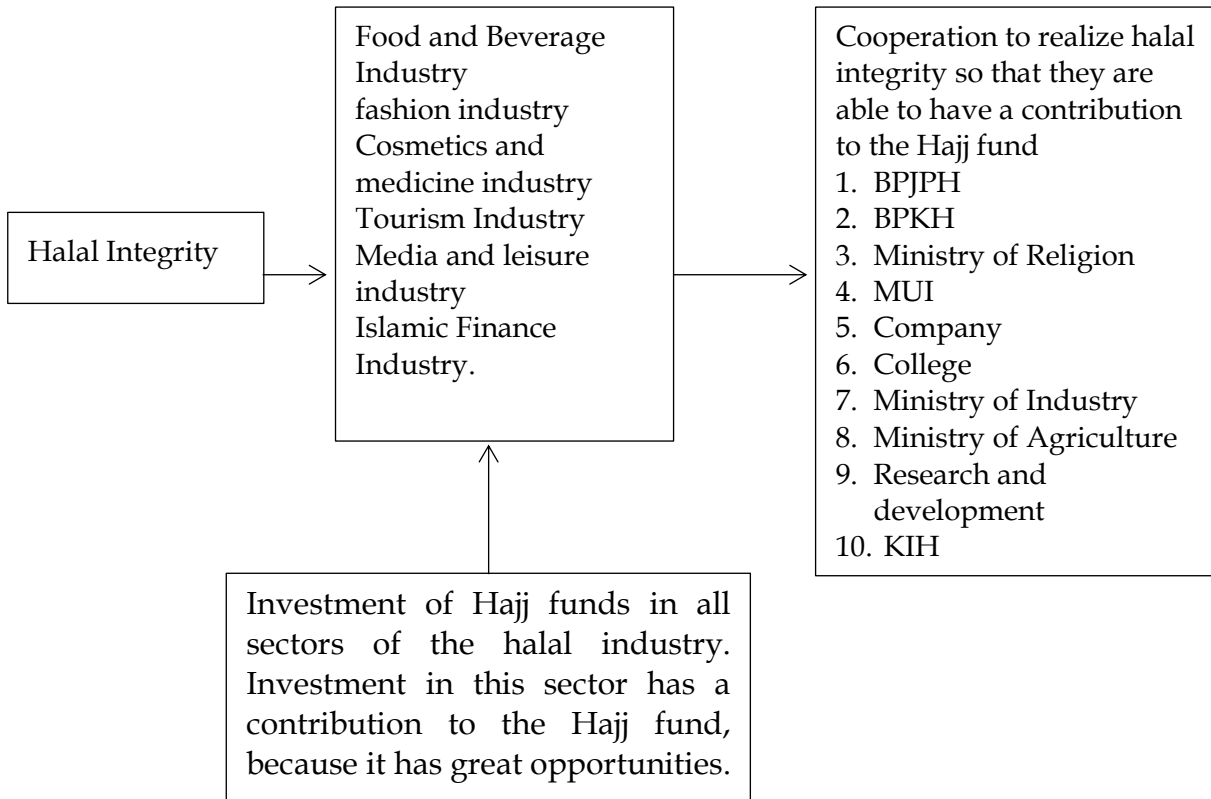 Halal Integrity
Food and Beverage
Industry
fashion industry
Cosmetics and
medicine industry
Tourism Industry
Media and leisure
industry
Islamic Finance
Industry.
Cooperation to realize halal
integrity so that they are
able to have a contribution
to the Hajj fund
1. BPJPH
2. BPKH
3. Ministry of Religion
4. MUI
5. Company
6. College
7. Ministry of Industry
8. Ministry of Agriculture
9. Research and
development
10. KIH
Investment of Hajj funds in all
sectors of the halal industry.
Investment in this sector has a
contribution to the Hajj fund,
because it has great opportunities.